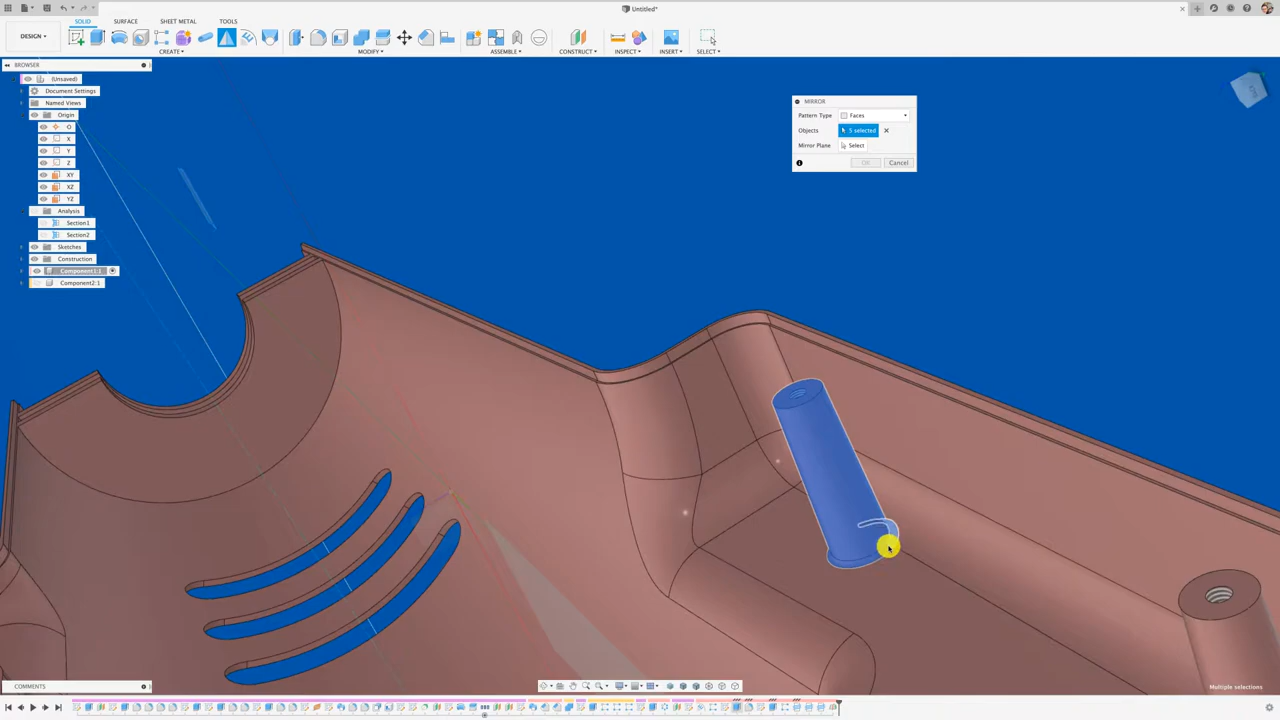 Untitled*
DESIGN
SOLID SURFACE SHEET METAL TOOLS
CREATE MODIFY ASSEMBLE CONSTRUCT INSPECT INSERT SELECT
BROWSER
(Unsaved)
Document Settings
Named Views
Origin
O
X
Y
Z
XY
XZ
YZ
Analysis
Section1
Section2
Sketches
Construction
Component1:1
Component2:1
MIRROR
Pattern Type Faces
Objects 5 selected
Mirror Plane Select
OK Cancel
COMMENTS
Multiple selections